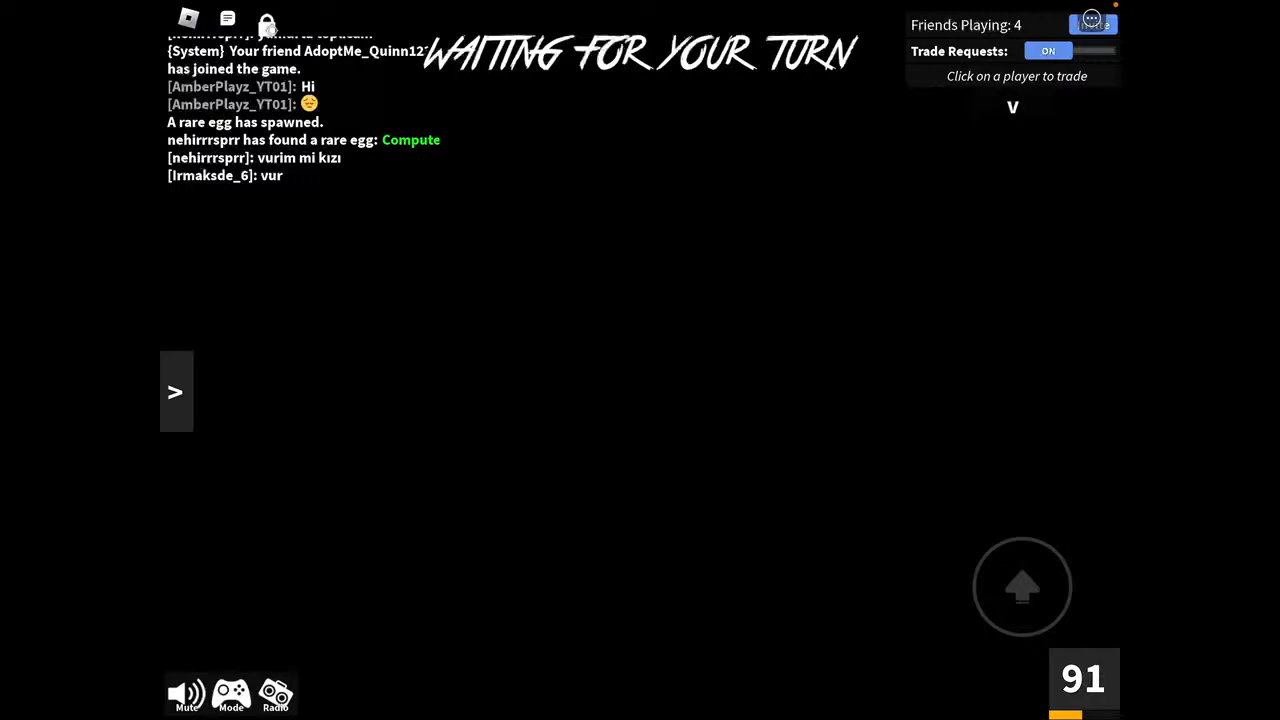 WAITING FOR YOUR TURN
{System} Your friend AdoptMe_Quinn12
has joined the game.
[AmberPlayz_YT01]: Hi
[AmberPlayz_YT01]: 😔
A rare egg has spawned.
nehirrrsprr has found a rare egg: Compute
[nehirrrsprr]: vurim mi kızı
[Irmaksde_6]: vur
Friends Playing: 4
Trade Requests: ON
Click on a player to trade
V
>
Mute Mode Radio
91